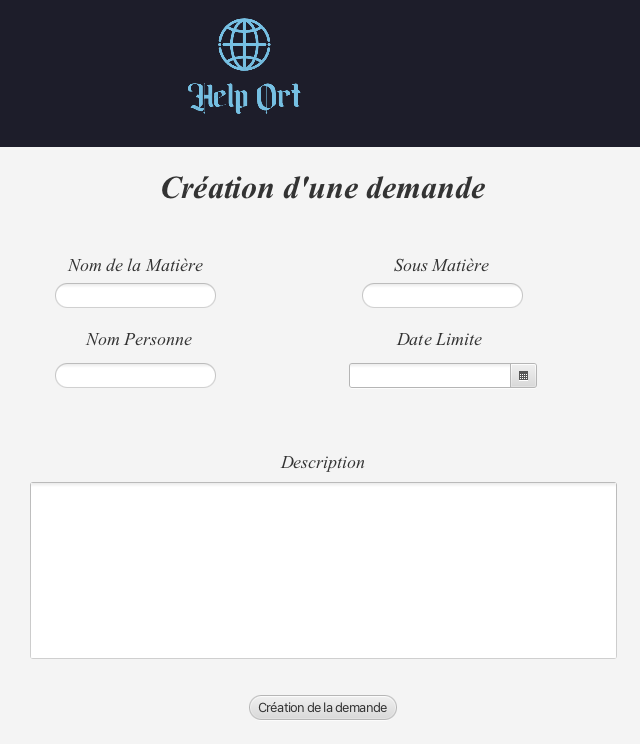 Help Ort
Création d'une demande
Nom de la Matière
Sous Matière
Nom Personne
Date Limite
Description
Création de la demande